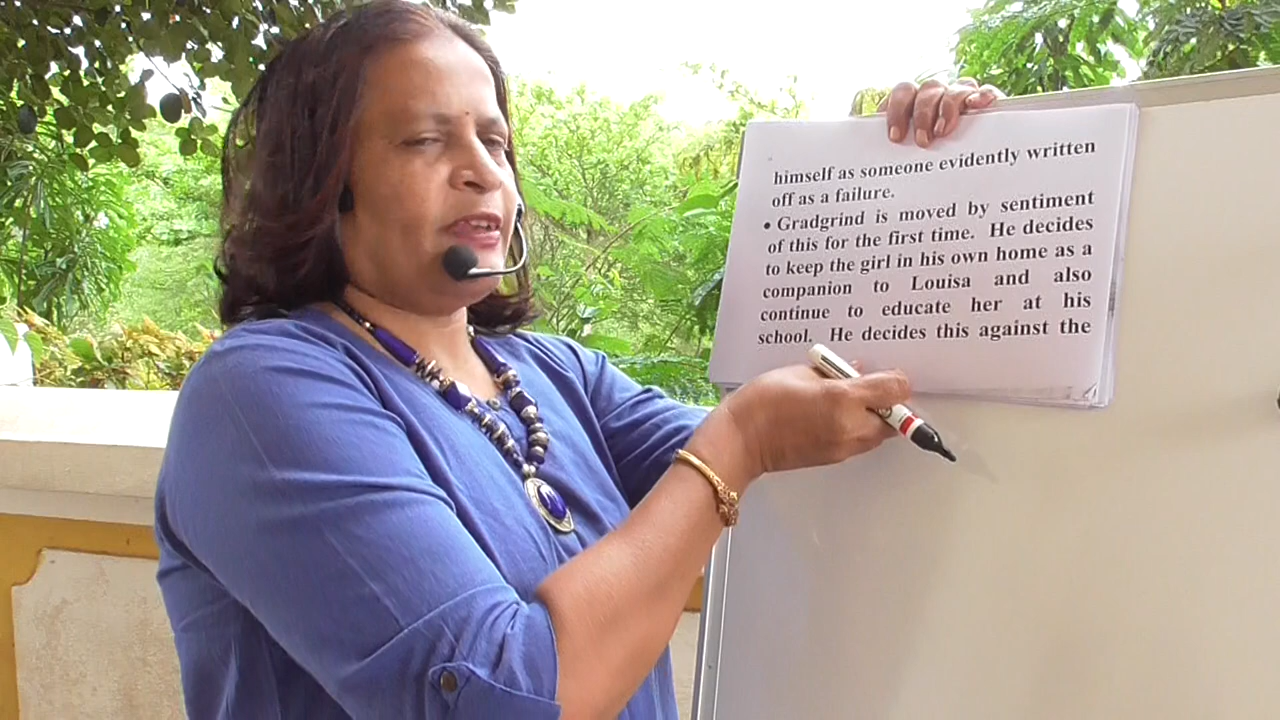 himself as someone evidently written
off as a failure.
• Gradgrind is moved by sentiment
of this for the first time. He decides
to keep the girl in his own home as a
companion to Louisa and also
continue to educate her at his
school. He decides this against the